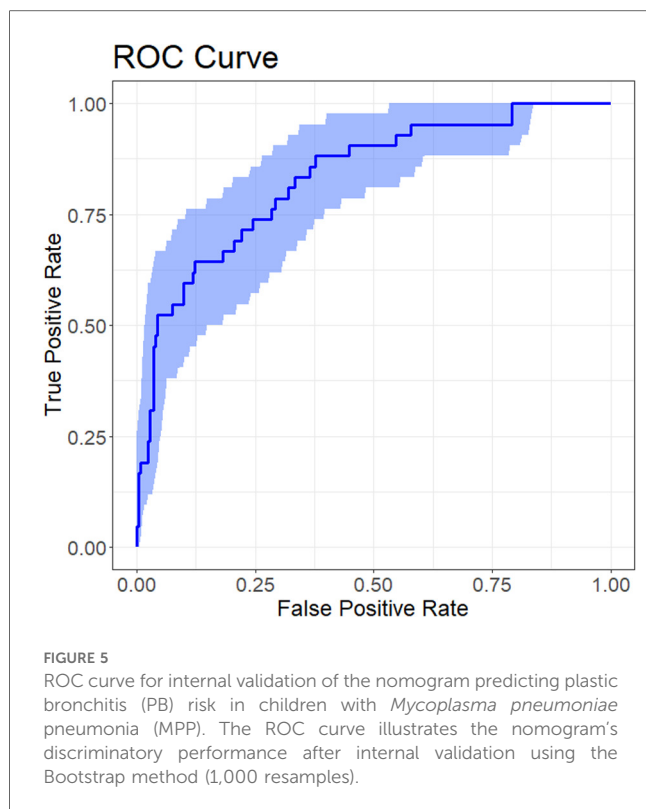 ROC Curve
1.00
0.75
0.50
0.25
0.00
True Positive Rate
0.00 0.25 0.50 0.75 1.00
False Positive Rate
FIGURE 5
ROC curve for internal validation of the nomogram predicting plastic
bronchitis (PB) risk in children with Mycoplasma pneumoniae
pneumonia (MPP). The ROC curve illustrates the nomogram's
discriminatory performance after internal validation using the
Bootstrap method (1,000 resamples).